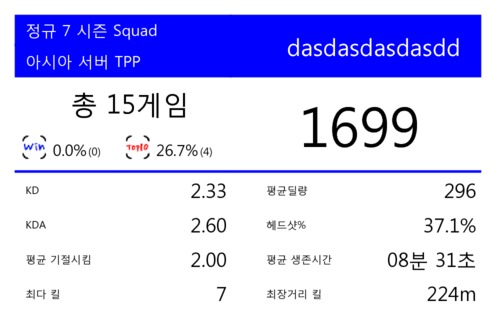 정규 7 시즌 Squad
아시아 서버 TPP
dasdasdasdasdd
총 15게임
Win 0.0% (0) TOP10 26.7% (4)
1699
KD 2.33
평균딜량 296
KDA 2.60
헤드샷% 37.1%
평균 기절시킴 2.00
평균 생존시간 08분 31초
최다 킬 7
최장거리 킬 224m